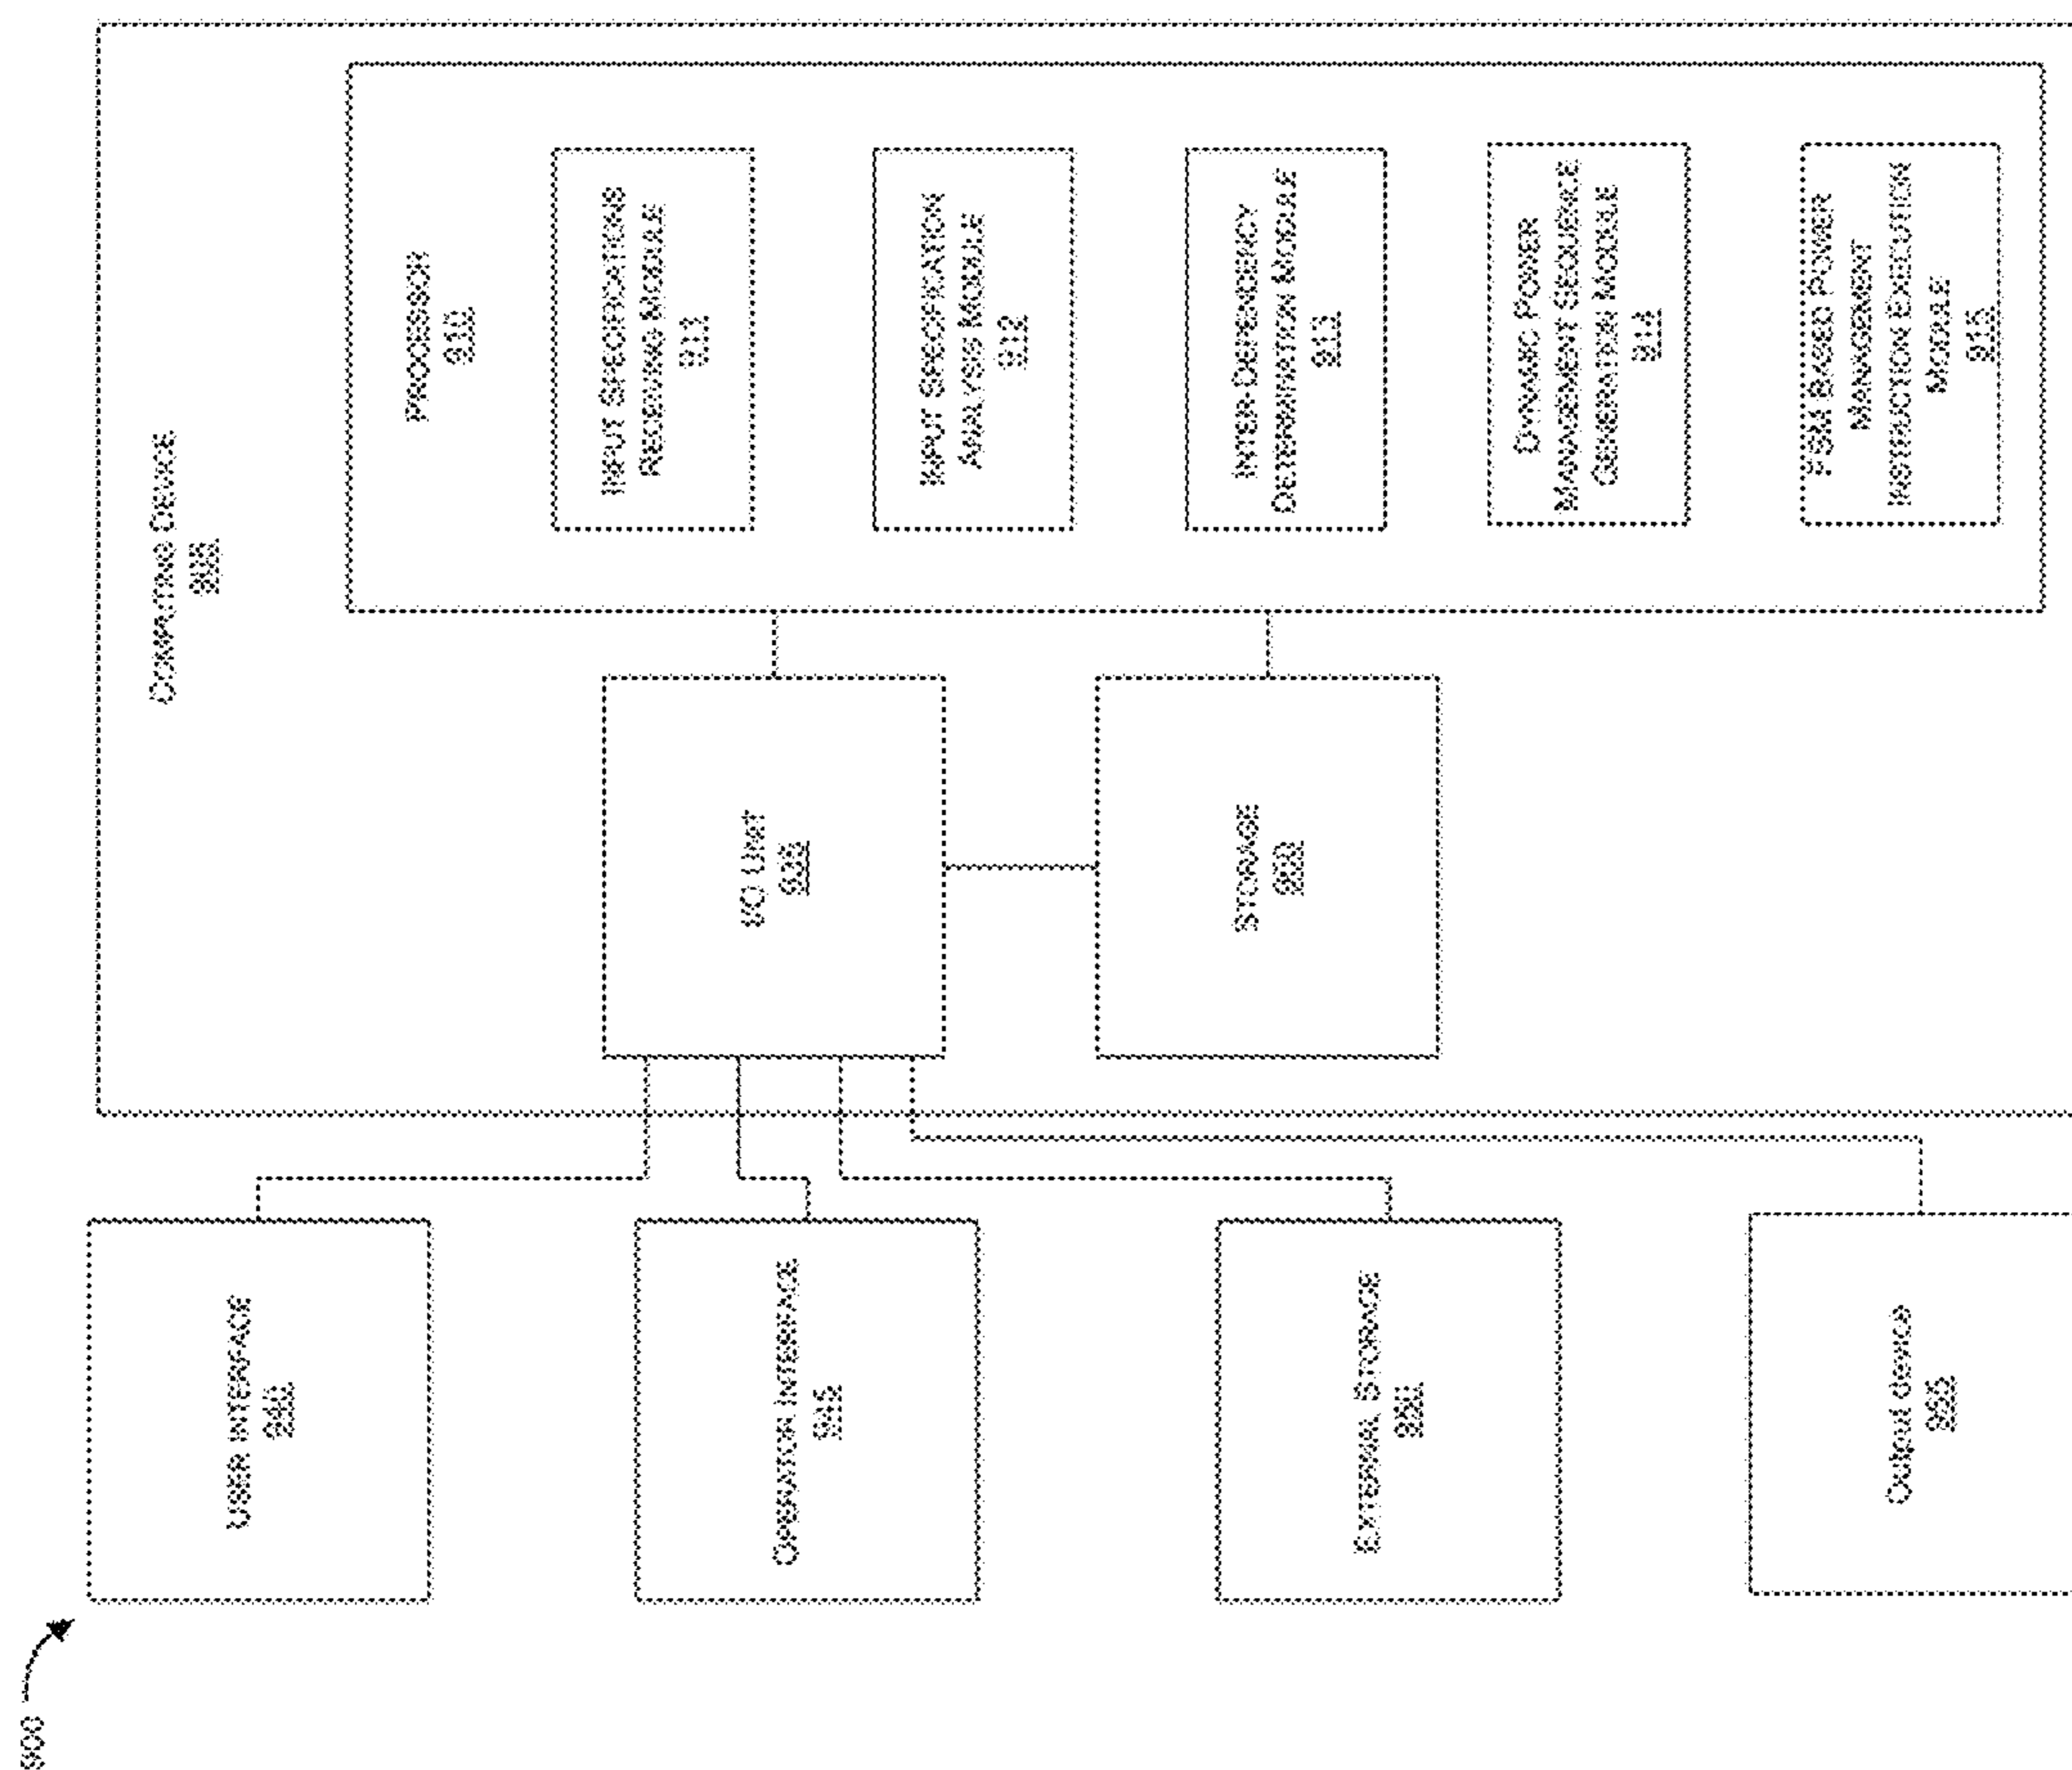 900
COMPUTING DEVICE
905
USER INTERFACE
940
OPERATOR INTERFACE
945
EXTERNAL STORAGE
950
Output device
955
I/O UNIT
935
STORAGE
PROCESSOR
910
INPUT SPECIFICATIONS
RECEIVING MODULE
911
INPUT SPECIFICATION
ANALYSIS MODULE
912
INTER-DEPENDENCY
DETERMINATION MODULE
913
DYNAMIC POWER
MANAGEMENT SEQUENCE
GENERATION MODULE
914
FSM BASED POWER
MANAGEMENT
INSTRUCTION EXECUTION
MODULE
915